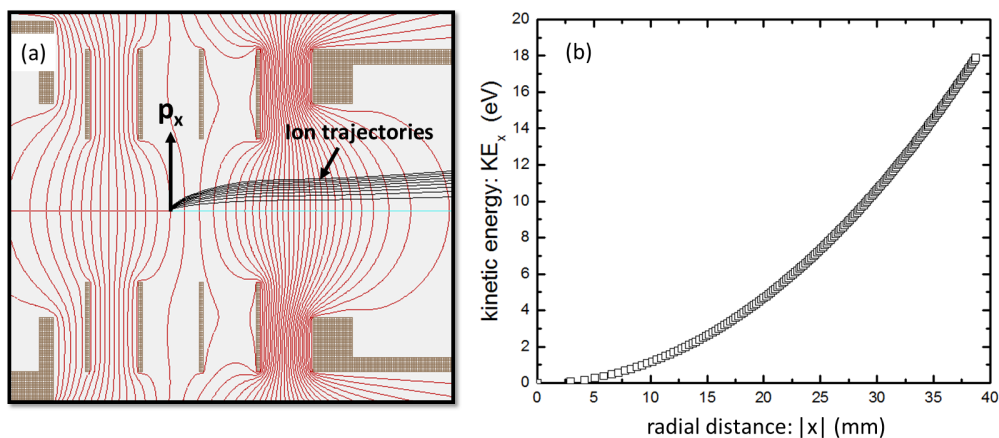 (a)
pₓ
Ion trajectories
(b)
kinetic energy: KEₓ (eV)
20
18
16
14
12
10
8
6
4
2
0
0 5 10 15 20 25 30 35 40
radial distance: |x| (mm)